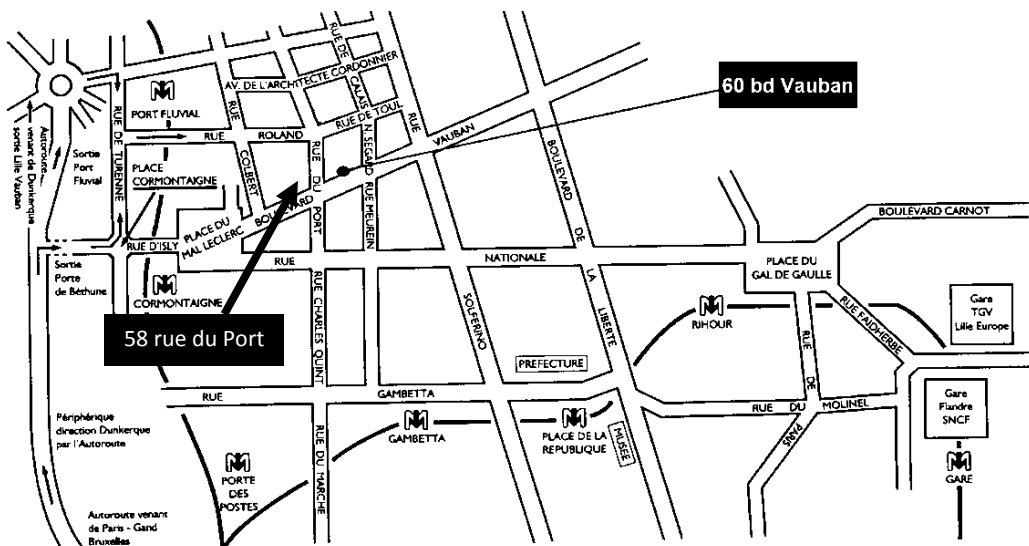 60 bd Vauban
58 rue du Port
AV. DE L'ARCHITECTE CORDONNIER
RUE DE
CALAIS
RUE
PORT FLUVIAL
RUE DE TOUL
RUE
RUE ROLAND
COLBERT
N. SEGARD
RUE MEUREIN
RUE DU PORT
BOULEVARD
VAUBAN
RUE DE TURENNE
Autoroute
venant de Dunkerque
sortie Lille Vauban
Sortie
Port
Fluvial
PLACE
CORMONTAIGNE
BOULEVARD DE LA LIBERTE
BOULEVARD CARNOT
RUE D'ISLY
PLACE DU
MAL LECLERC
RUE NATIONALE
PLACE DU
GAL DE GAULLE
Sortie
Porte
de Béthune
CORMONTAIGNE
RUE CHARLES QUINT
SOLFERINO
RIHOUR
RUE FAIDHERBE
Gare
TGV
Lille Europe
PREFECTURE
RUE DE
PARIS
RUE GAMBETTA
RUE DU MOLINEL
Gare
Flandre
SNCF
Périphérique
direction Dunkerque
par l'Autoroute
GAMBETTA
PLACE DE LA
REPUBLIQUE
MUSEE
RUE DU MARCHE
PORTE
DES
POSTES
GARE
Autoroute venant
de Paris - Gand
Bruxelles